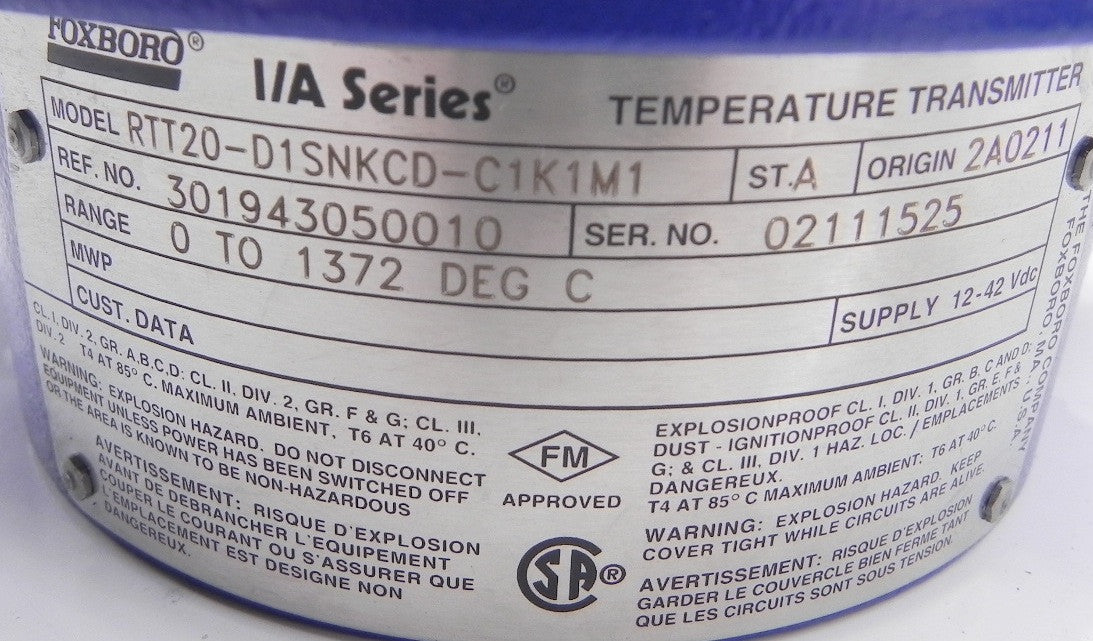 FOXBORO®
I/A Series® TEMPERATURE TRANSMITTER
MODEL RTT20-D1SNKCD-C1K1M1 ST.A ORIGIN 2A0211
REF. NO. 301943050010 SER. NO. 02111525
RANGE 0 TO 1372 DEG C
MWP SUPPLY 12-42 Vdc
CUST. DATA
THE FOXBORO COMPANY
FOXBORO, MA., U.S.A.
CL. I, DIV. 2, GR. A,B,C,D; CL. II, DIV. 2, GR. F & G; CL. III,
DIV. 2 T4 AT 85° C. MAXIMUM AMBIENT, T6 AT 40° C.
WARNING: EXPLOSION HAZARD. DO NOT DISCONNECT
EQUIPMENT UNLESS POWER HAS BEEN SWITCHED OFF
OR THE AREA IS KNOWN TO BE NON-HAZARDOUS
AVERTISSEMENT: RISQUE D'EXPLOSION
AVANT DE DEBRANCHER L'EQUIPEMENT
COUPER LE COURANT OU S'ASSURER QUE
L'EMPLACEMENT EST DESIGNE NON
DANGEREUX.
FM
APPROVED
SA®
EXPLOSIONPROOF CL. I, DIV. 1, GR. B, C AND D;
DUST - IGNITIONPROOF CL. II, DIV. 1, GR. E, F &
G; & CL. III, DIV. 1 HAZ. LOC. / EMPLACEMENTS
DANGEREUX.
T4 AT 85° C MAXIMUM AMBIENT: T6 AT 40° C.
WARNING: EXPLOSION HAZARD. KEEP
COVER TIGHT WHILE CIRCUITS ARE ALIVE.
AVERTISSEMENT: RISQUE D'EXPLOSION
GARDER LE COUVERCLE BIEN FERME TANT
QUE LES CIRCUITS SONT SOUS TENSION.